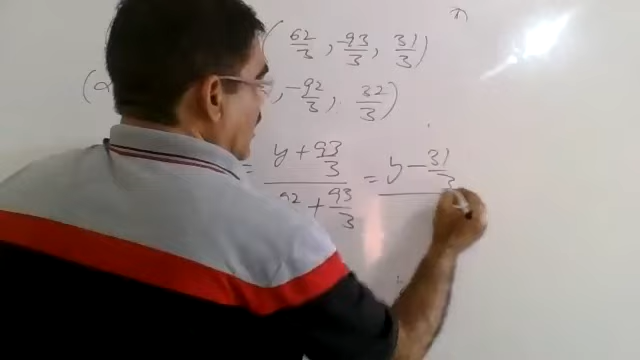 ( 62/3 , -93/3 , 31/3 )
( , -92/3 , 32/3 )
= y + 93/3 / 92 + 93/3 = y - 31/3